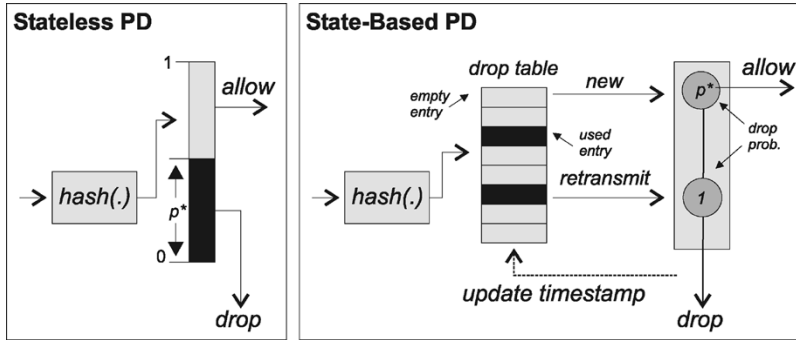 Stateless PD
1
allow
hash(.)
p*
0
drop
State-Based PD
drop table
empty
entry
new
p*
allow
used
entry
drop
prob.
hash(.)
retransmit
1
update timestamp
drop